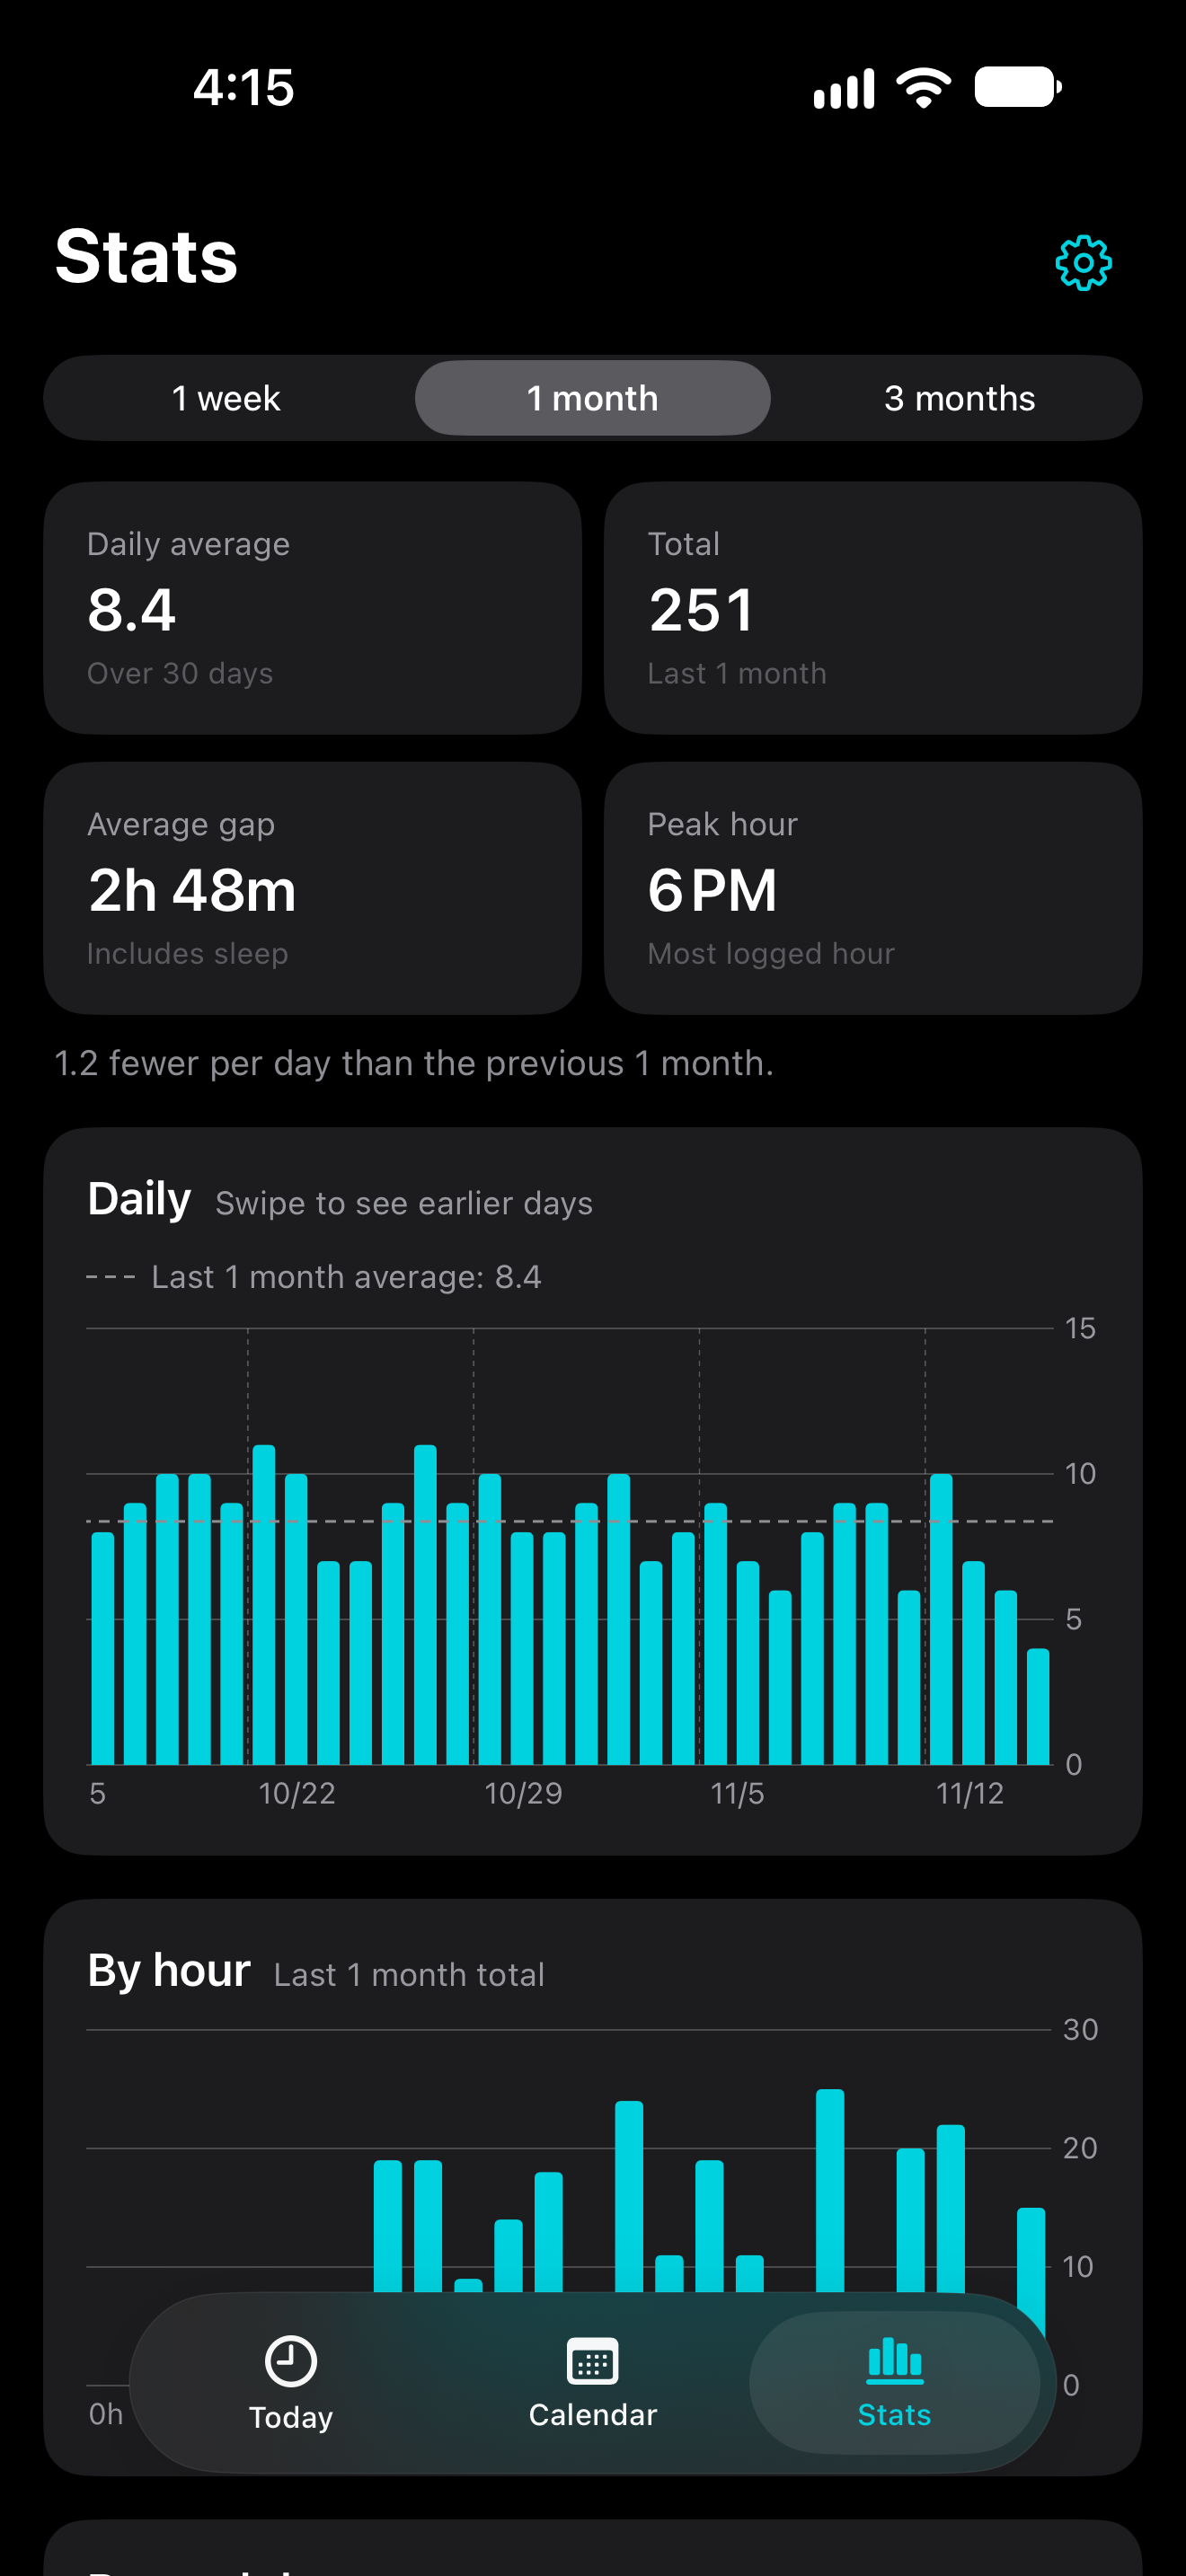 4:15
Stats
1 week
1 month
3 months
Daily average
8.4
Over 30 days
Total
251
Last 1 month
Average gap
2h 48m
Includes sleep
Peak hour
6 PM
Most logged hour
1.2 fewer per day than the previous 1 month.
Daily Swipe to see earlier days
Last 1 month average: 8.4
15
10
5
0
5 10/22 10/29 11/5 11/12
By hour Last 1 month total
30
20
10
0
0h
Today
Calendar
Stats